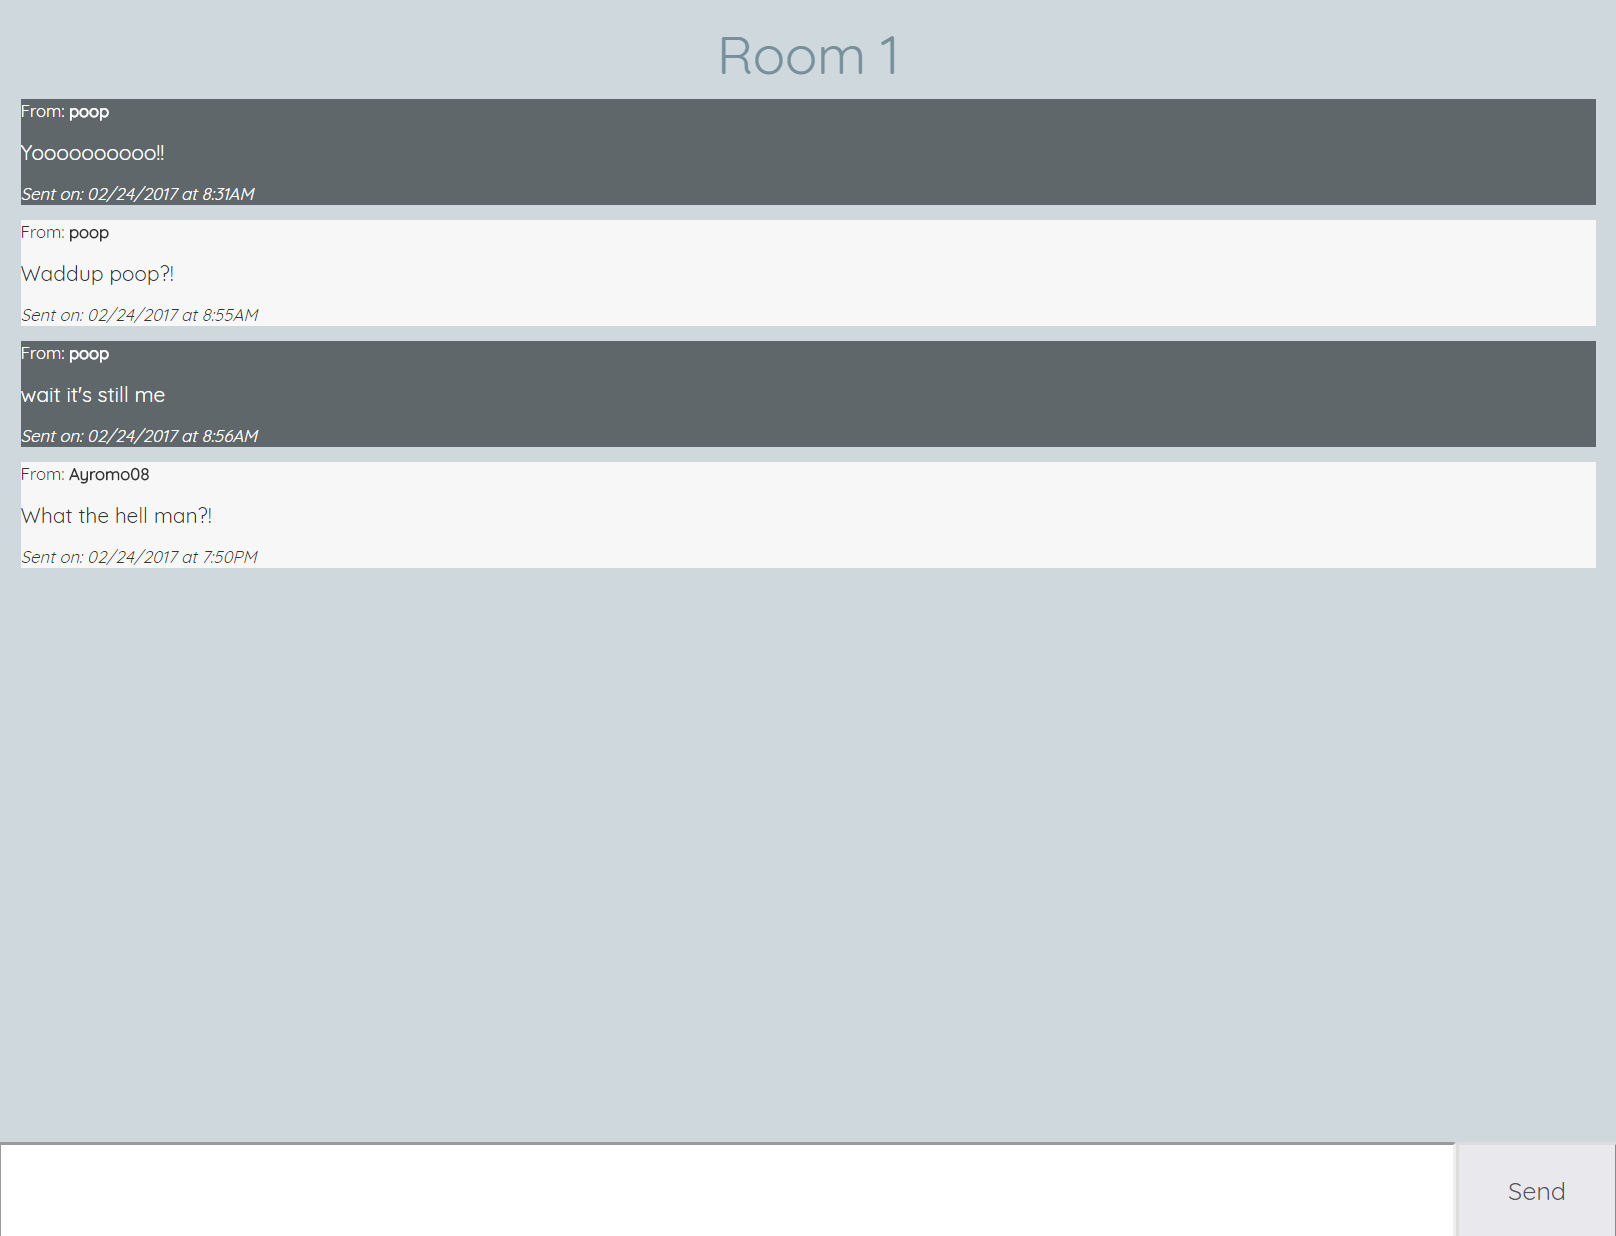 Room 1
From: poop
Yoooooooooo!!
Sent on: 02/24/2017 at 8:31AM
From: poop
Waddup poop?!
Sent on: 02/24/2017 at 8:55AM
From: poop
wait it's still me
Sent on: 02/24/2017 at 8:56AM
From: Ayromo08
What the hell man?!
Sent on: 02/24/2017 at 7:50PM
Send